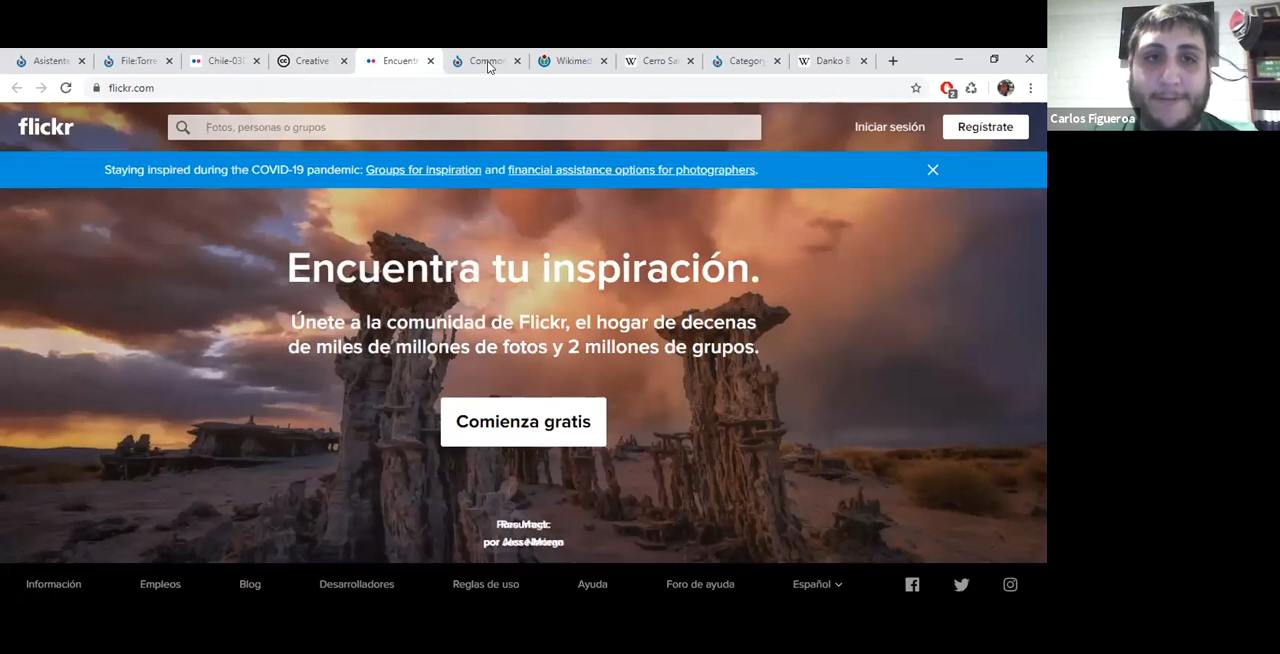 Asistente
File:Torre
Chile-03
Creative
Encuent
Commo
Wikimed
Cerro Sa
Category
Danko B
flickr.com
2
flickr
Fotos, personas o grupos
Iniciar sesión
Regístrate
Staying inspired during the COVID-19 pandemic: Groups for inspiration and financial assistance options for photographers.
Encuentra tu inspiración.
Únete a la comunidad de Flickr, el hogar de decenas
de miles de millones de fotos y 2 millones de grupos.
Comienza gratis
por
Información
Empleos
Blog
Desarrolladores
Reglas de uso
Ayuda
Foro de ayuda
Español
Carlos Figueroa